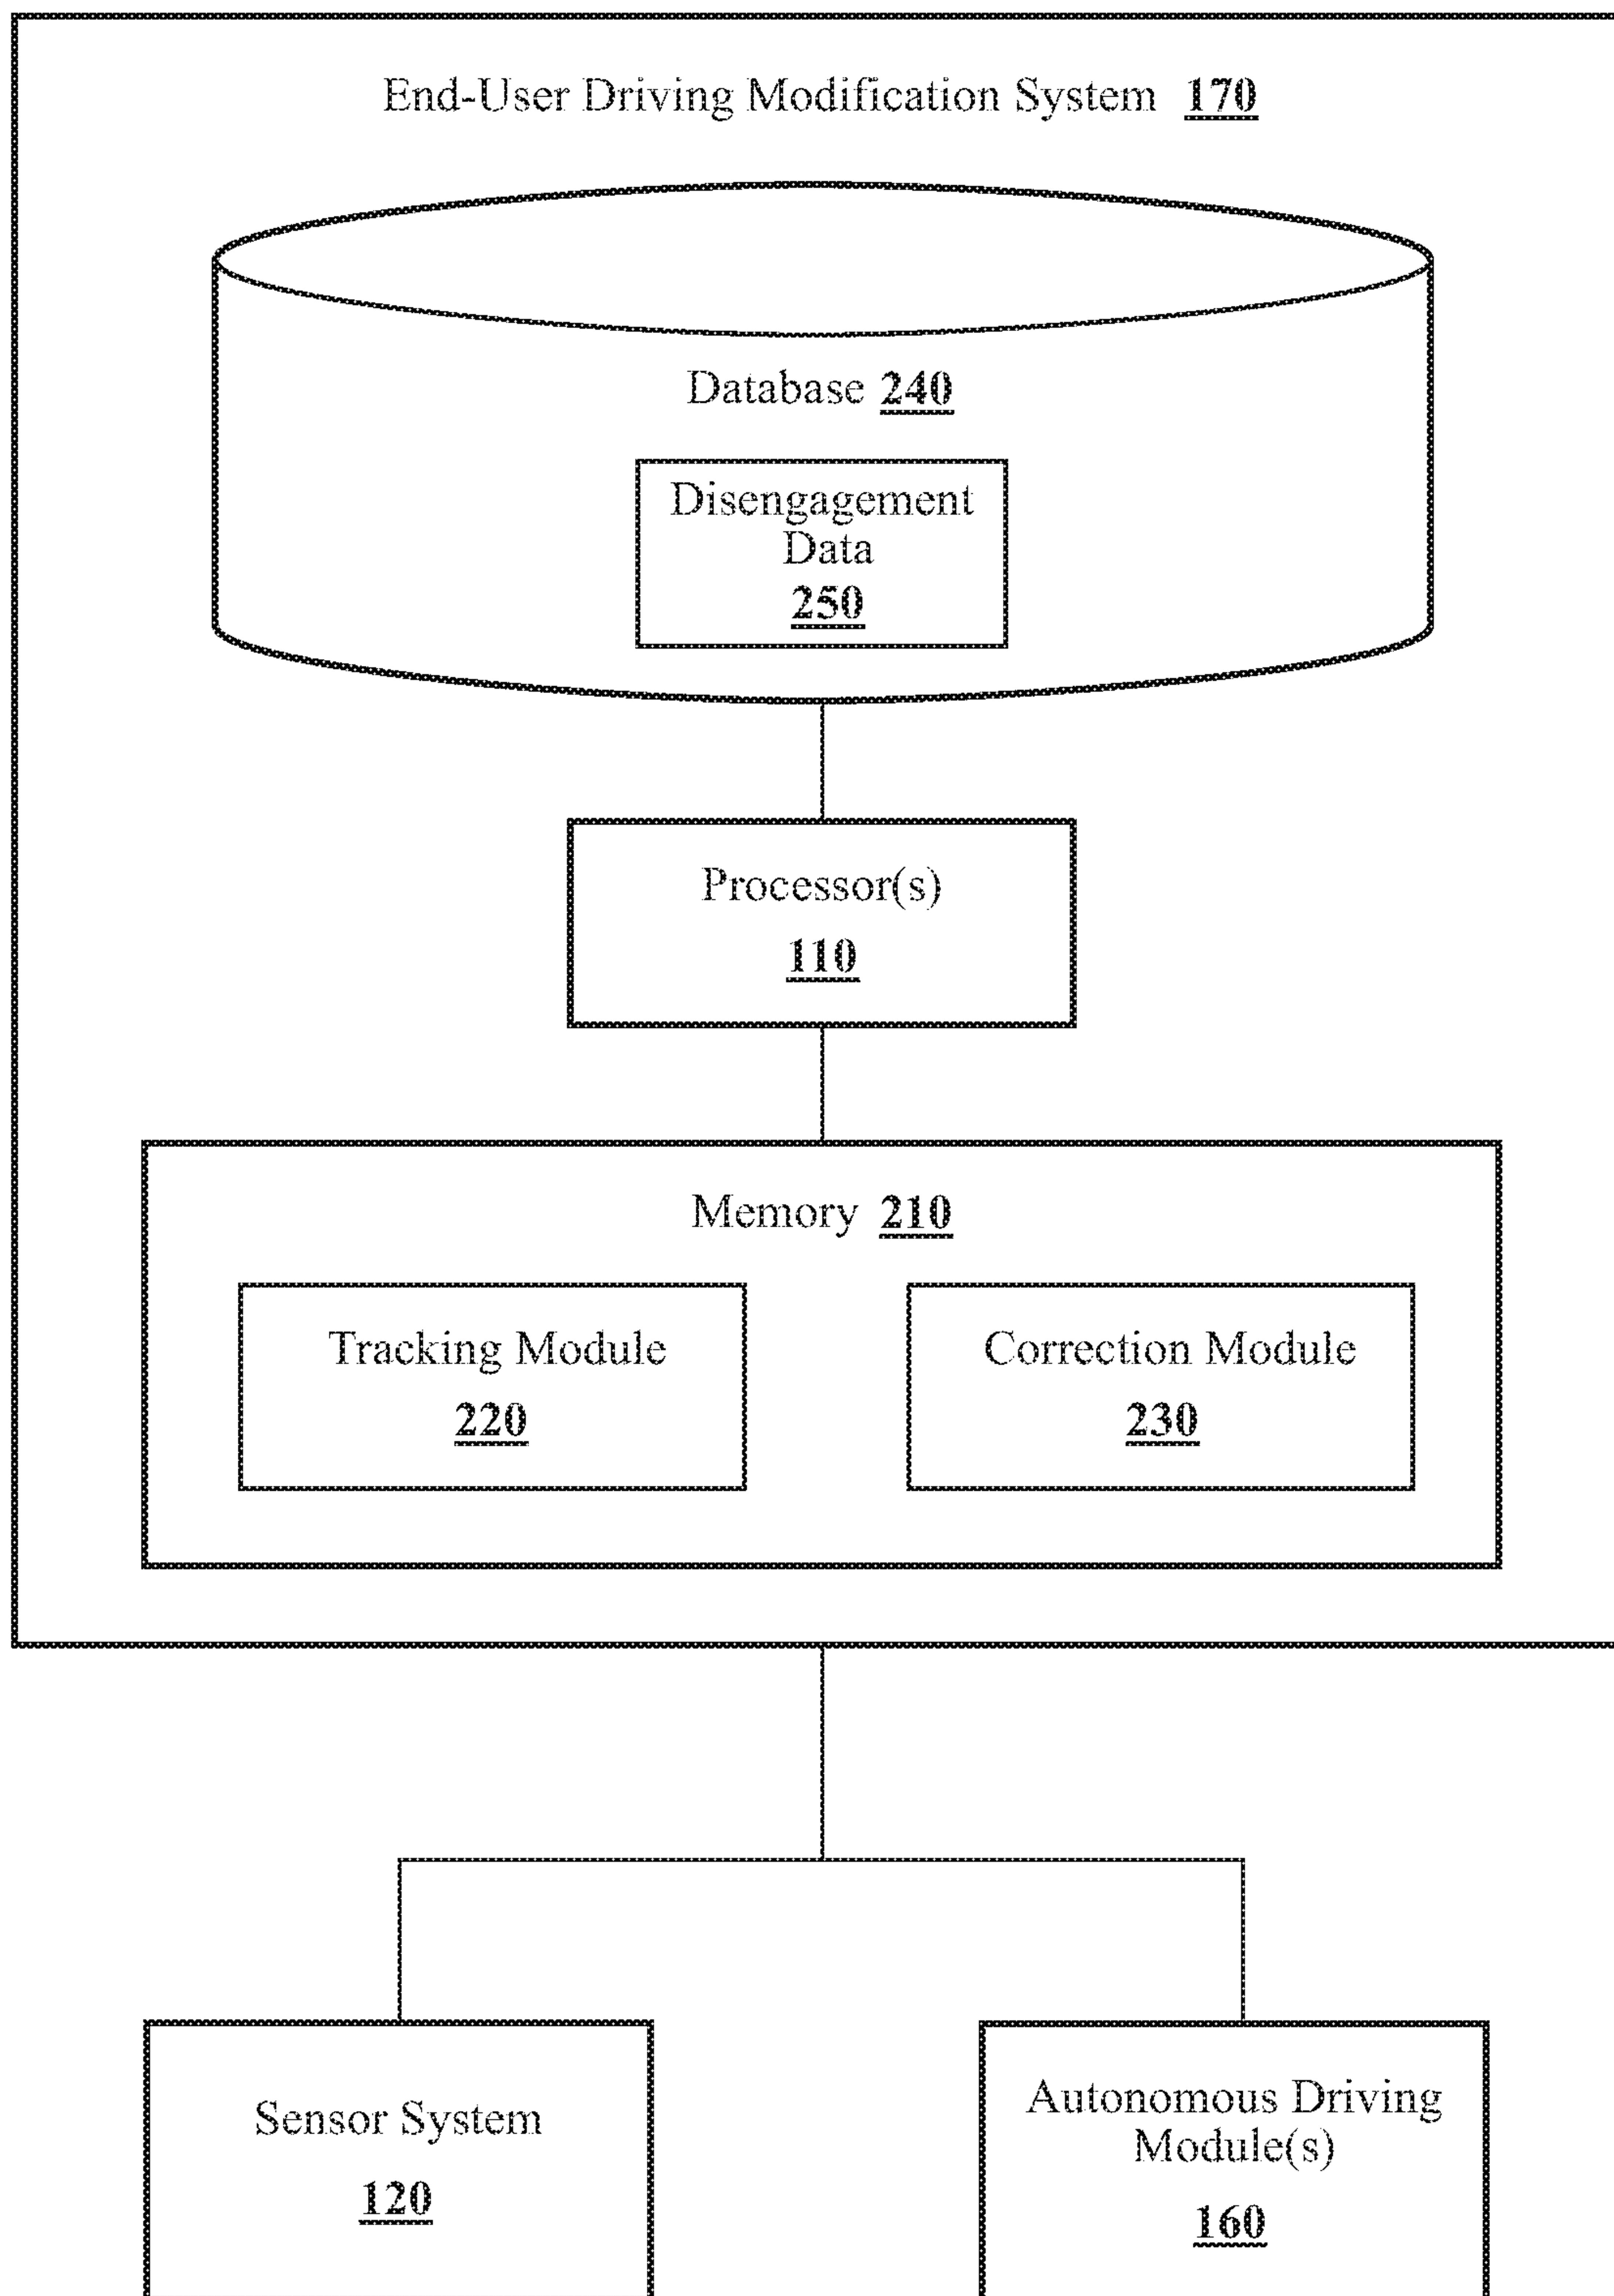 End-User Driving Modification System 170
Database 240
Disengagement
Data
250
Processor(s)
110
Memory 210
Tracking Module
220
Correction Module
230
Sensor System
120
Autonomous Driving
Module(s)
160